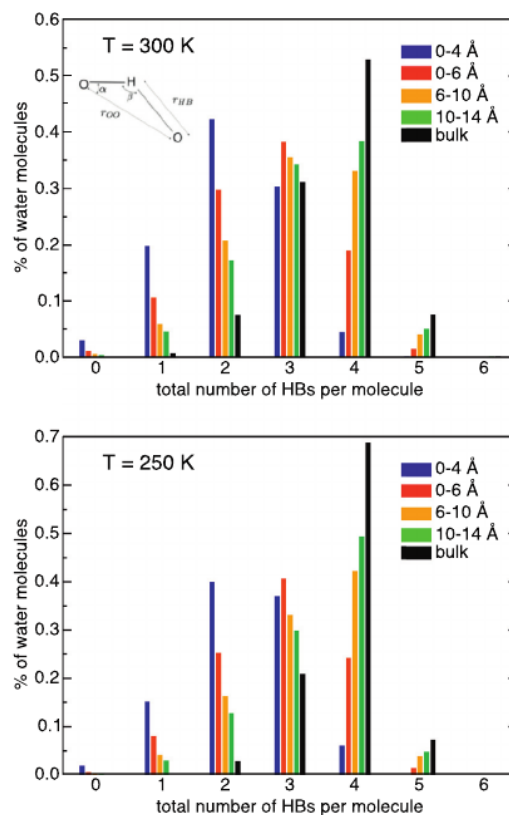 0.6
T = 300 K
0-4 Å
0-6 Å
6-10 Å
10-14 Å
bulk
O
H
α
β
r_HB
r_OO
O
0.5
0.4
0.3
0.2
0.1
0.0
% of water molecules
0 1 2 3 4 5 6
total number of HBs per molecule
0.7
T = 250 K
0-4 Å
0-6 Å
6-10 Å
10-14 Å
bulk
0.6
0.5
0.4
0.3
0.2
0.1
0.0
% of water molecules
0 1 2 3 4 5 6
total number of HBs per molecule